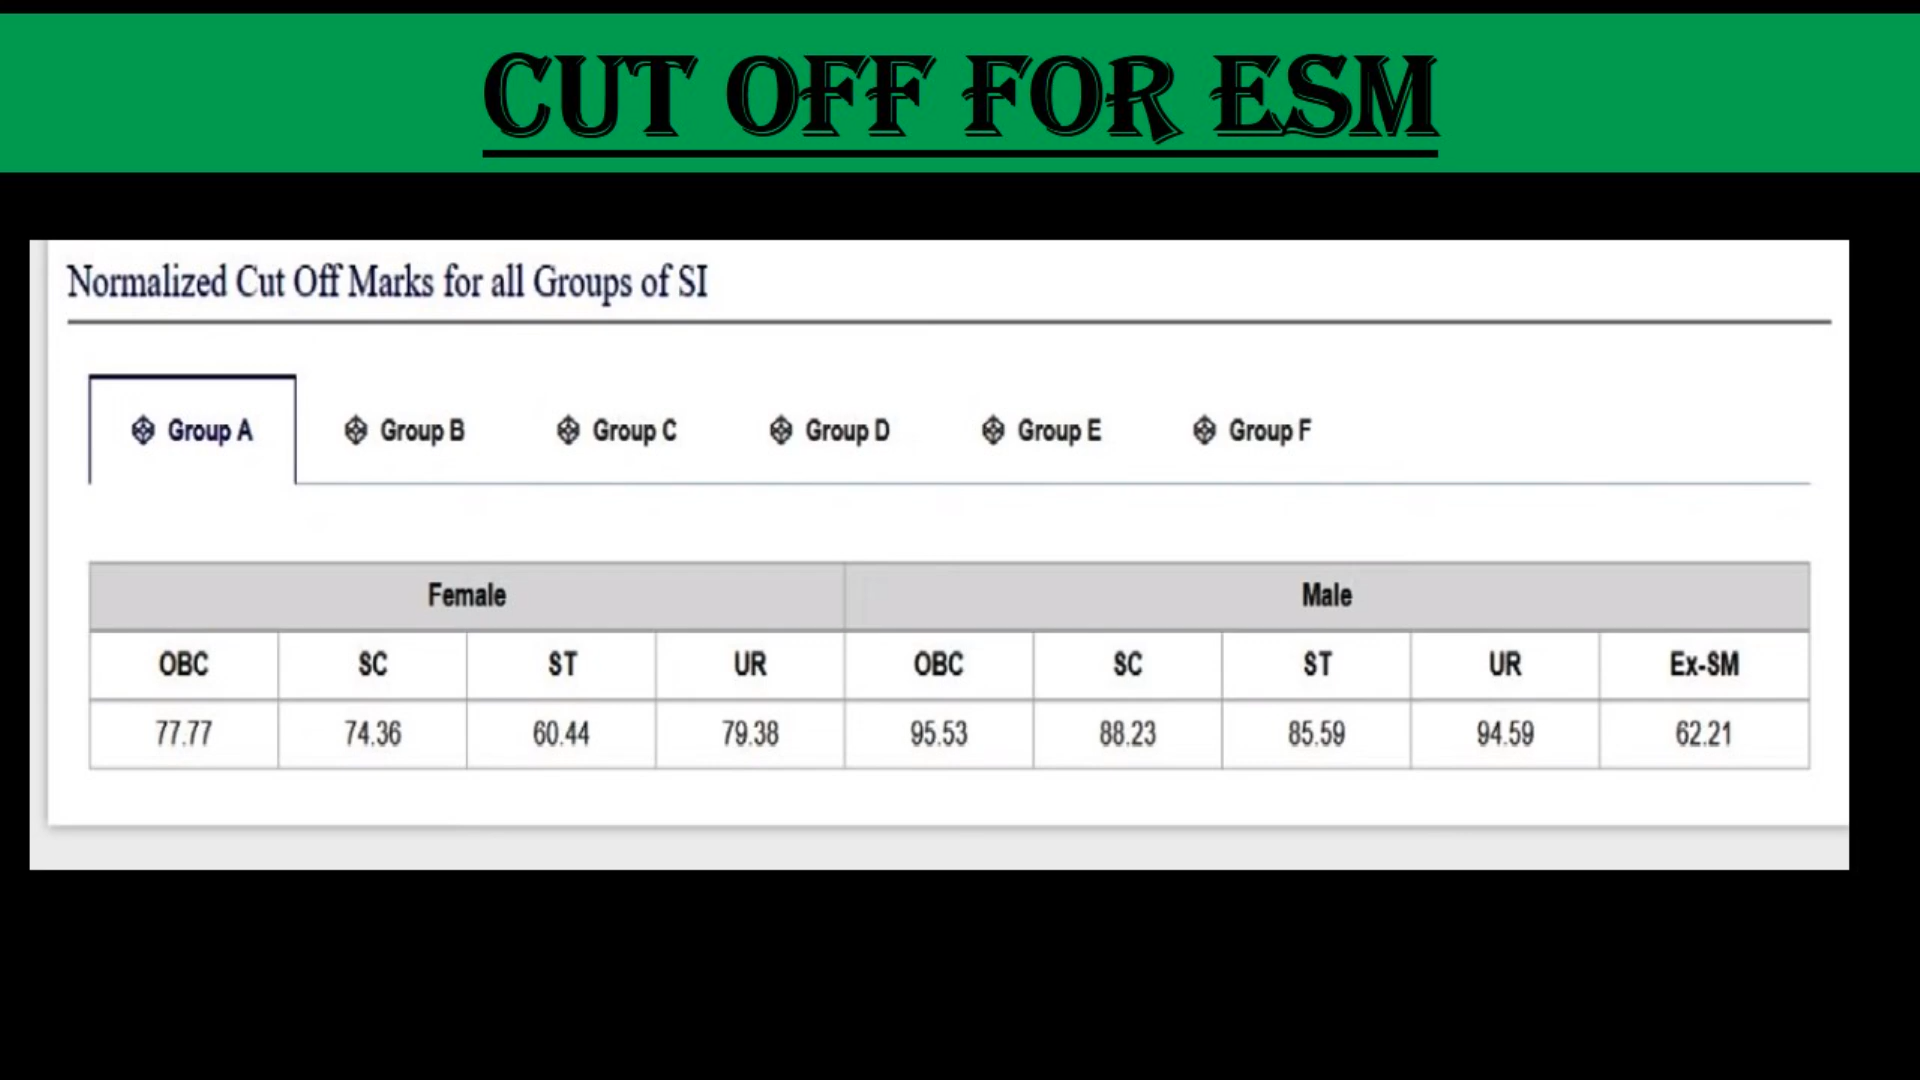 CUT OFF FOR ESM
Normalized Cut Off Marks for all Groups of SI
Group A Group B Group C Group D Group E Group F
Female Male
OBC SC ST UR OBC SC ST UR Ex-SM
77.77 74.36 60.44 79.38 95.53 88.23 85.59 94.59 62.21